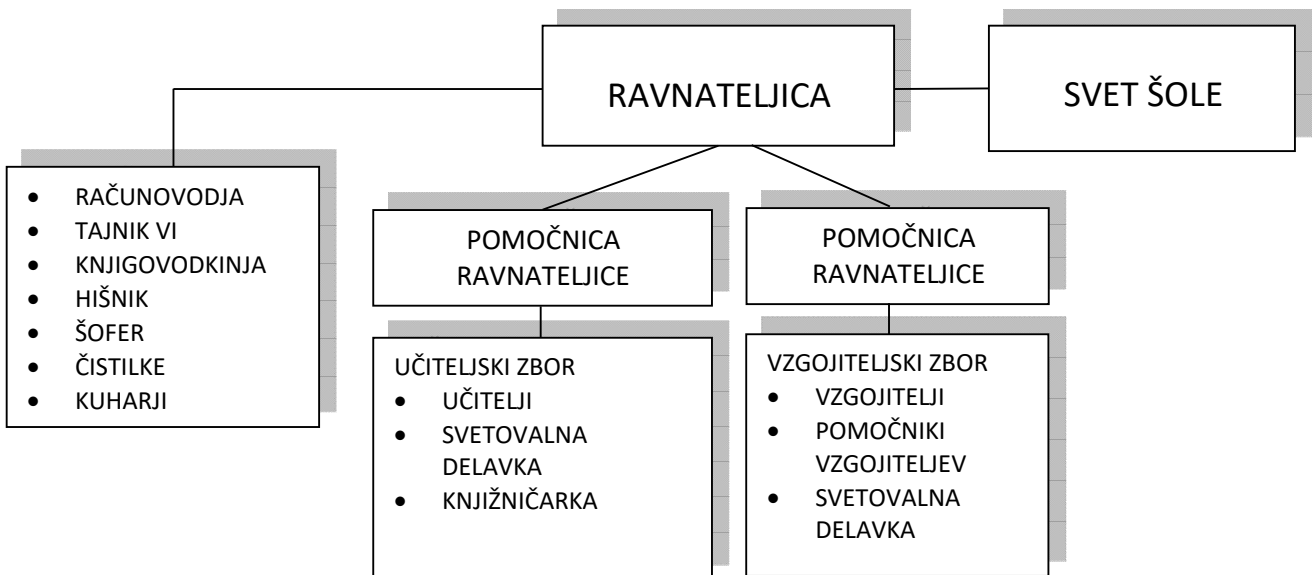 RAVNATELJICA
SVET ŠOLE
• RAČUNOVODJA
• TAJNIK VI
• KNJIGOVODKINJA
• HIŠNIK
• ŠOFER
• ČISTILKE
• KUHARJI
POMOČNICA
RAVNATELJICE
POMOČNICA
RAVNATELJICE
UČITELJSKI ZBOR
• UČITELJI
• SVETOVALNA
DELAVKA
• KNJIŽNIČARKA
VZGOJITELJSKI ZBOR
• VZGOJITELJI
• POMOČNIKI
VZGOJITELJEV
• SVETOVALNA
DELAVKA